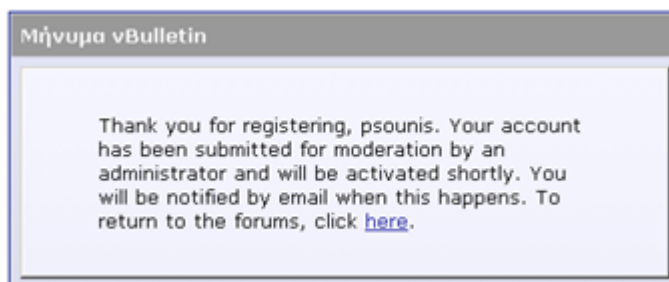 Μήνυμα vBulletin
Thank you for registering, psounis. Your account
has been submitted for moderation by an
administrator and will be activated shortly. You
will be notified by email when this happens. To
return to the forums, click here.